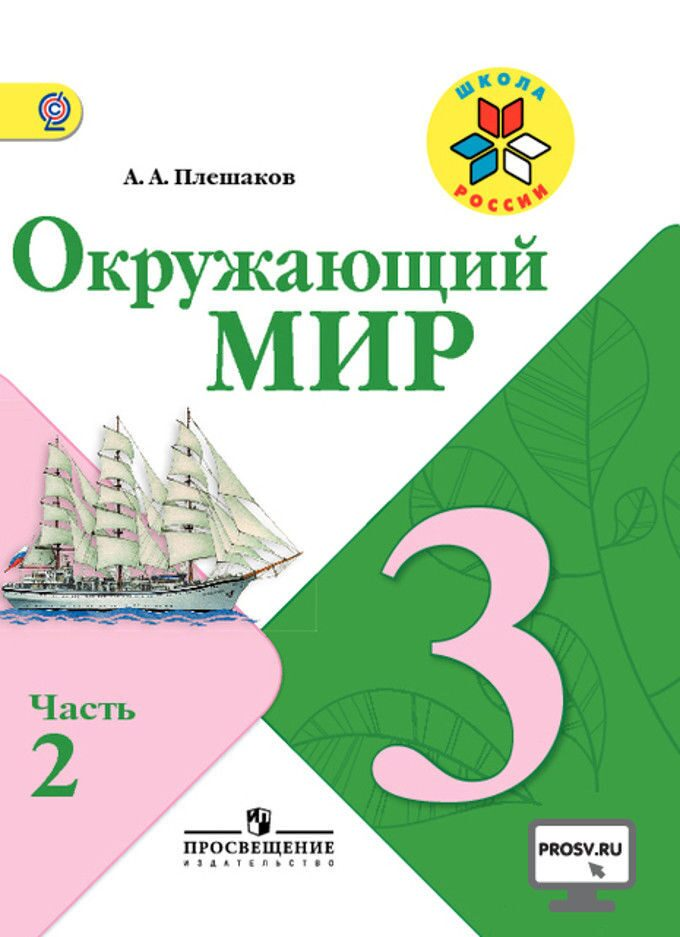 ШКОЛА
РОССИИ
А. А. Плешаков
Окружающий
МИР
3
Часть
2
ПРОСВЕЩЕНИЕ
ИЗДАТЕЛЬСТВО
PROSV.RU